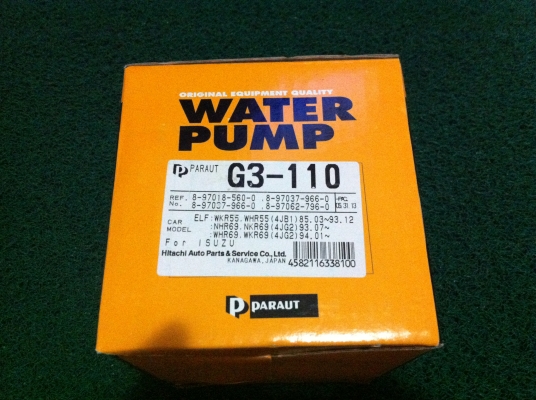 ORIGINAL EQUIPMENT QUALITY
WATER
PUMP
PARAUT G3-110
REF. 8-97018-560-0 .8-97037-966-0
No. 8-97037-966-0 .8-97062-796-0
CAR ELF:WKR55.WHR55(4JB1)85.03~93.12
MODEL :NHR69.NKR69(4JG2)93.07~
:WHR69.WKR69(4JG2)94.01~
For ISUZU
Hitachi Auto Parts & Service Co., Ltd.
KANAGAWA, JAPAN 4582116338100
PARAUT